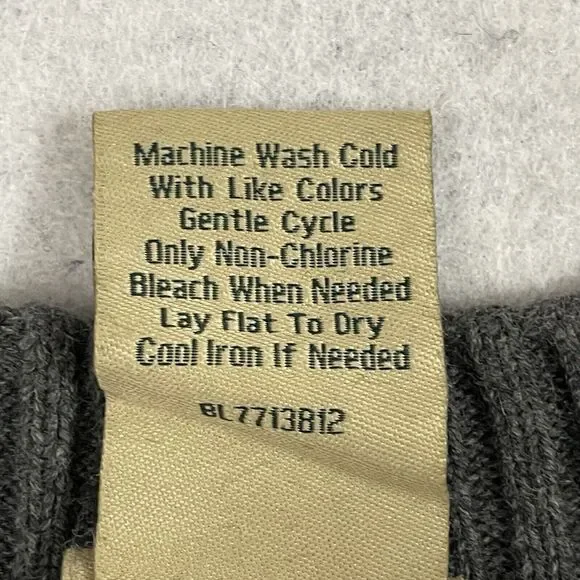 Machine Wash Cold
With Like Colors
Gentle Cycle
Only Non-Chlorine
Bleach When Needed
Lay Flat To Dry
Cool Iron If Needed
BL7713812